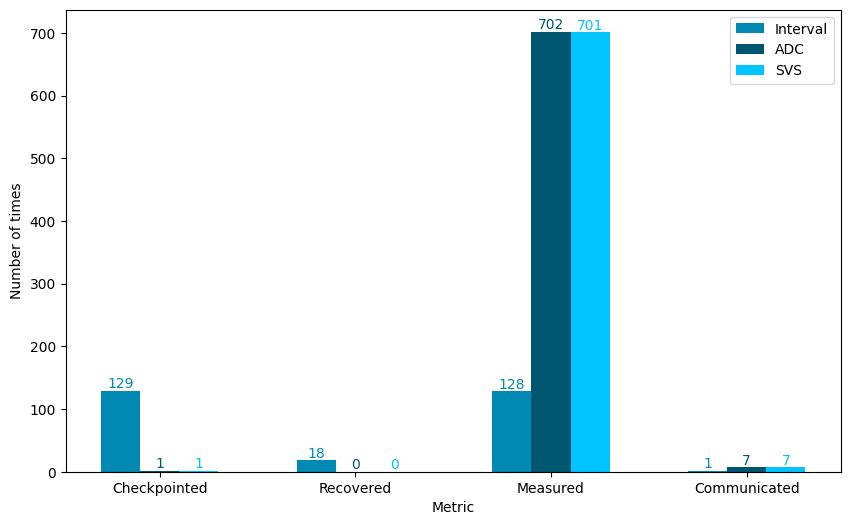 Number of times
700
600
500
400
300
200
100
0
129
1
1
18
0
0
128
702
701
1
7
7
Interval
ADC
SVS
Checkpointed
Recovered
Measured
Communicated
Metric